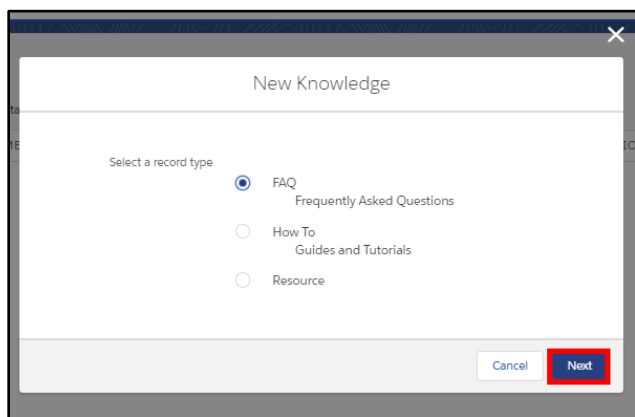 New Knowledge
Select a record type
FAQ
Frequently Asked Questions
How To
Guides and Tutorials
Resource
Cancel
Next